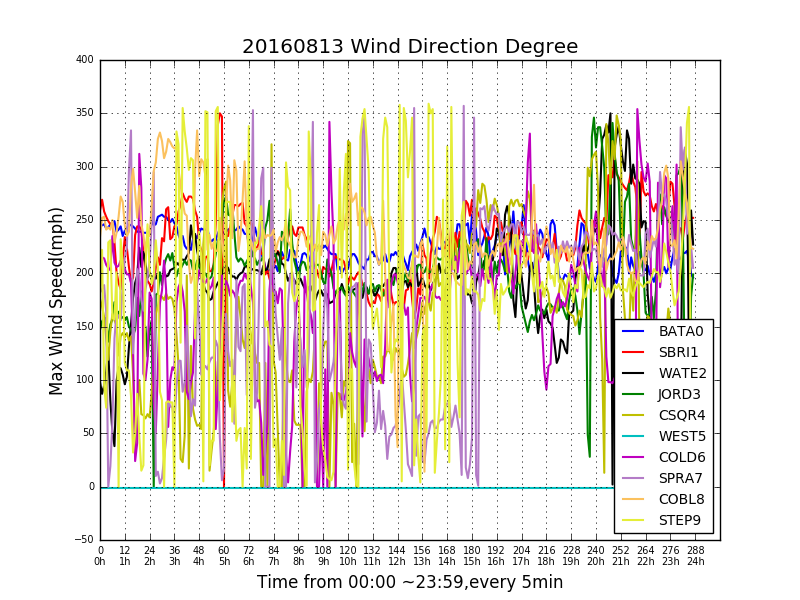 20160813 Wind Direction Degree
Max Wind Speed(mph)
400
350
300
250
200
150
100
50
0
−50
BATA0
SBRI1
WATE2
JORD3
CSQR4
WEST5
COLD6
SPRA7
COBL8
STEP9
0 12 24 36 48 60 72 84 96 108 120 132 144 156 168 180 192 204 216 228 240 252 264 276 288
0h 1h 2h 3h 4h 5h 6h 7h 8h 9h 10h 11h 12h 13h 14h 15h 16h 17h 18h 19h 20h 21h 22h 23h 24h
Time from 00:00 ~23:59,every 5min